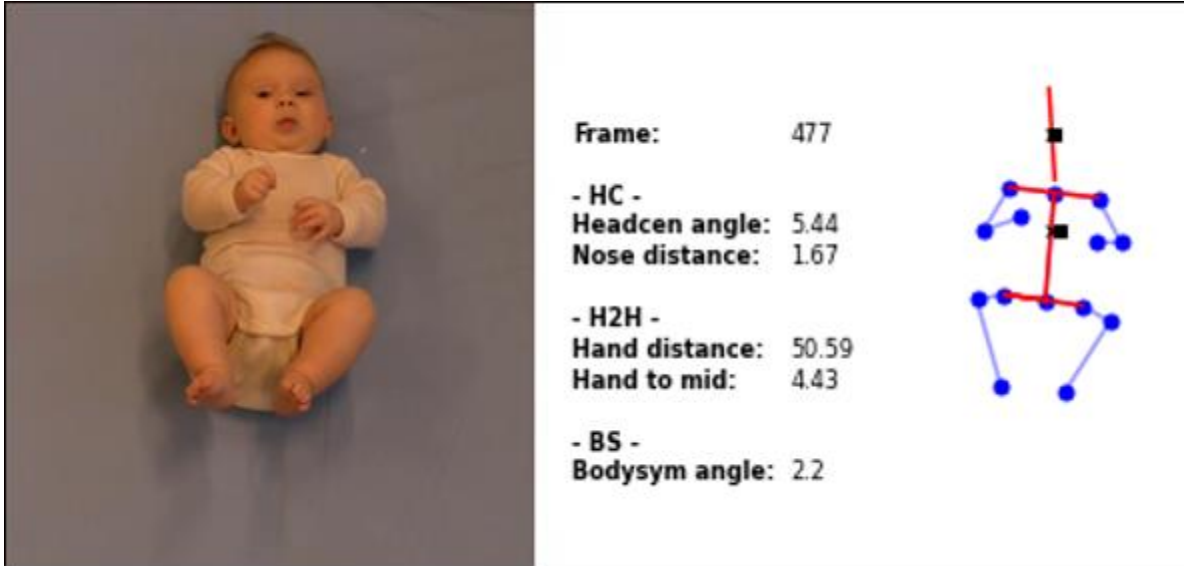 Frame: 477
- HC -
Headcen angle: 5.44
Nose distance: 1.67
- H2H -
Hand distance: 50.59
Hand to mid: 4.43
- BS -
Bodysym angle: 2.2